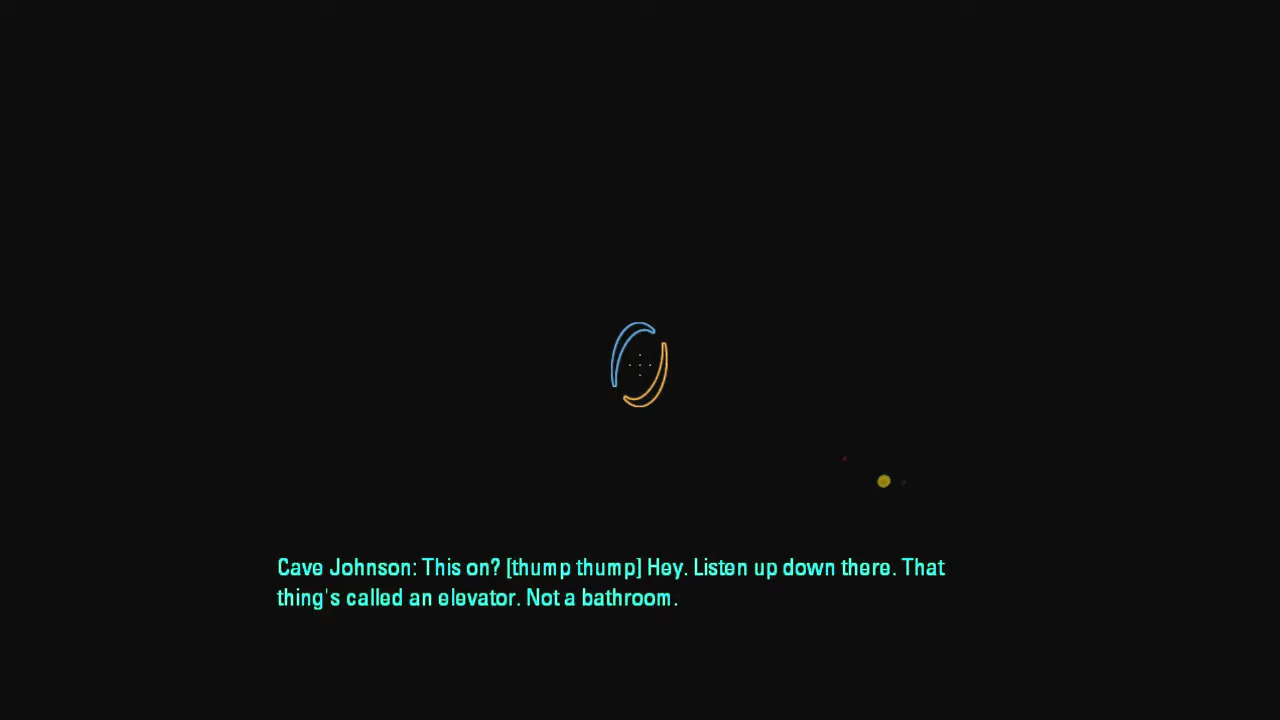 Cave Johnson: This on? [thump thump] Hey. Listen up down there. That
thing's called an elevator. Not a bathroom.